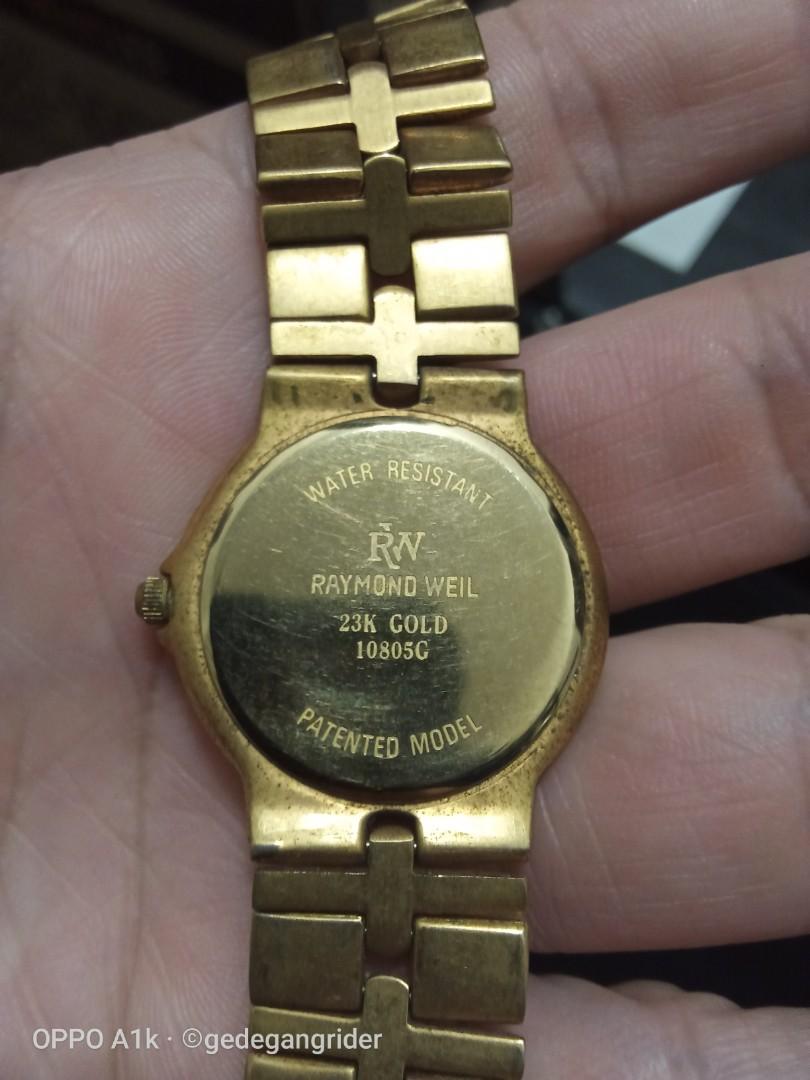 WATER RESISTANT
RW
RAYMOND WEIL
23K GOLD
10805G
PATENTED MODEL
OPPO A1k · ©gedegangrider